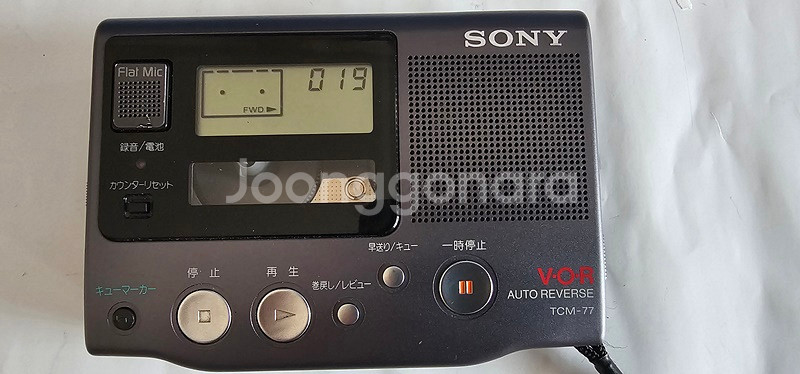 SONY
Flat Mic
019
FWD
録音/電池
カウンターリセット
Joonggonara
早送り/キュー
一時停止
停止
再生
巻戻し/レビュー
キューマーカー
V·O·R
AUTO REVERSE
TCM-77